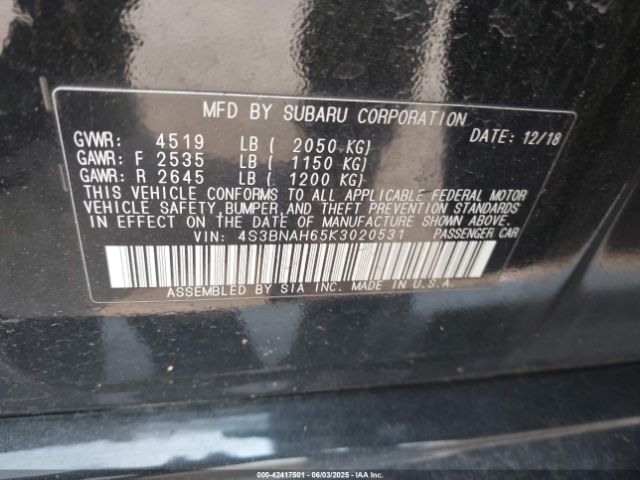 MFD BY SUBARU CORPORATION
GVWR: 4519 LB ( 2050 KG) DATE: 12/18
GAWR: F 2535 LB ( 1150 KG)
GAWR: R 2645 LB ( 1200 KG)
THIS VEHICLE CONFORMS TO ALL APPLICABLE FEDERAL MOTOR
VEHICLE SAFETY, BUMPER, AND THEFT PREVENTION STANDARDS
IN EFFECT ON THE DATE OF MANUFACTURE SHOWN ABOVE.
VIN: 4S3BNAH65K3020531 PASSENGER CAR
ASSEMBLED BY SIA INC. MADE IN U.S.A.
000-42417501 - 06/03/2025 - IAA Inc.